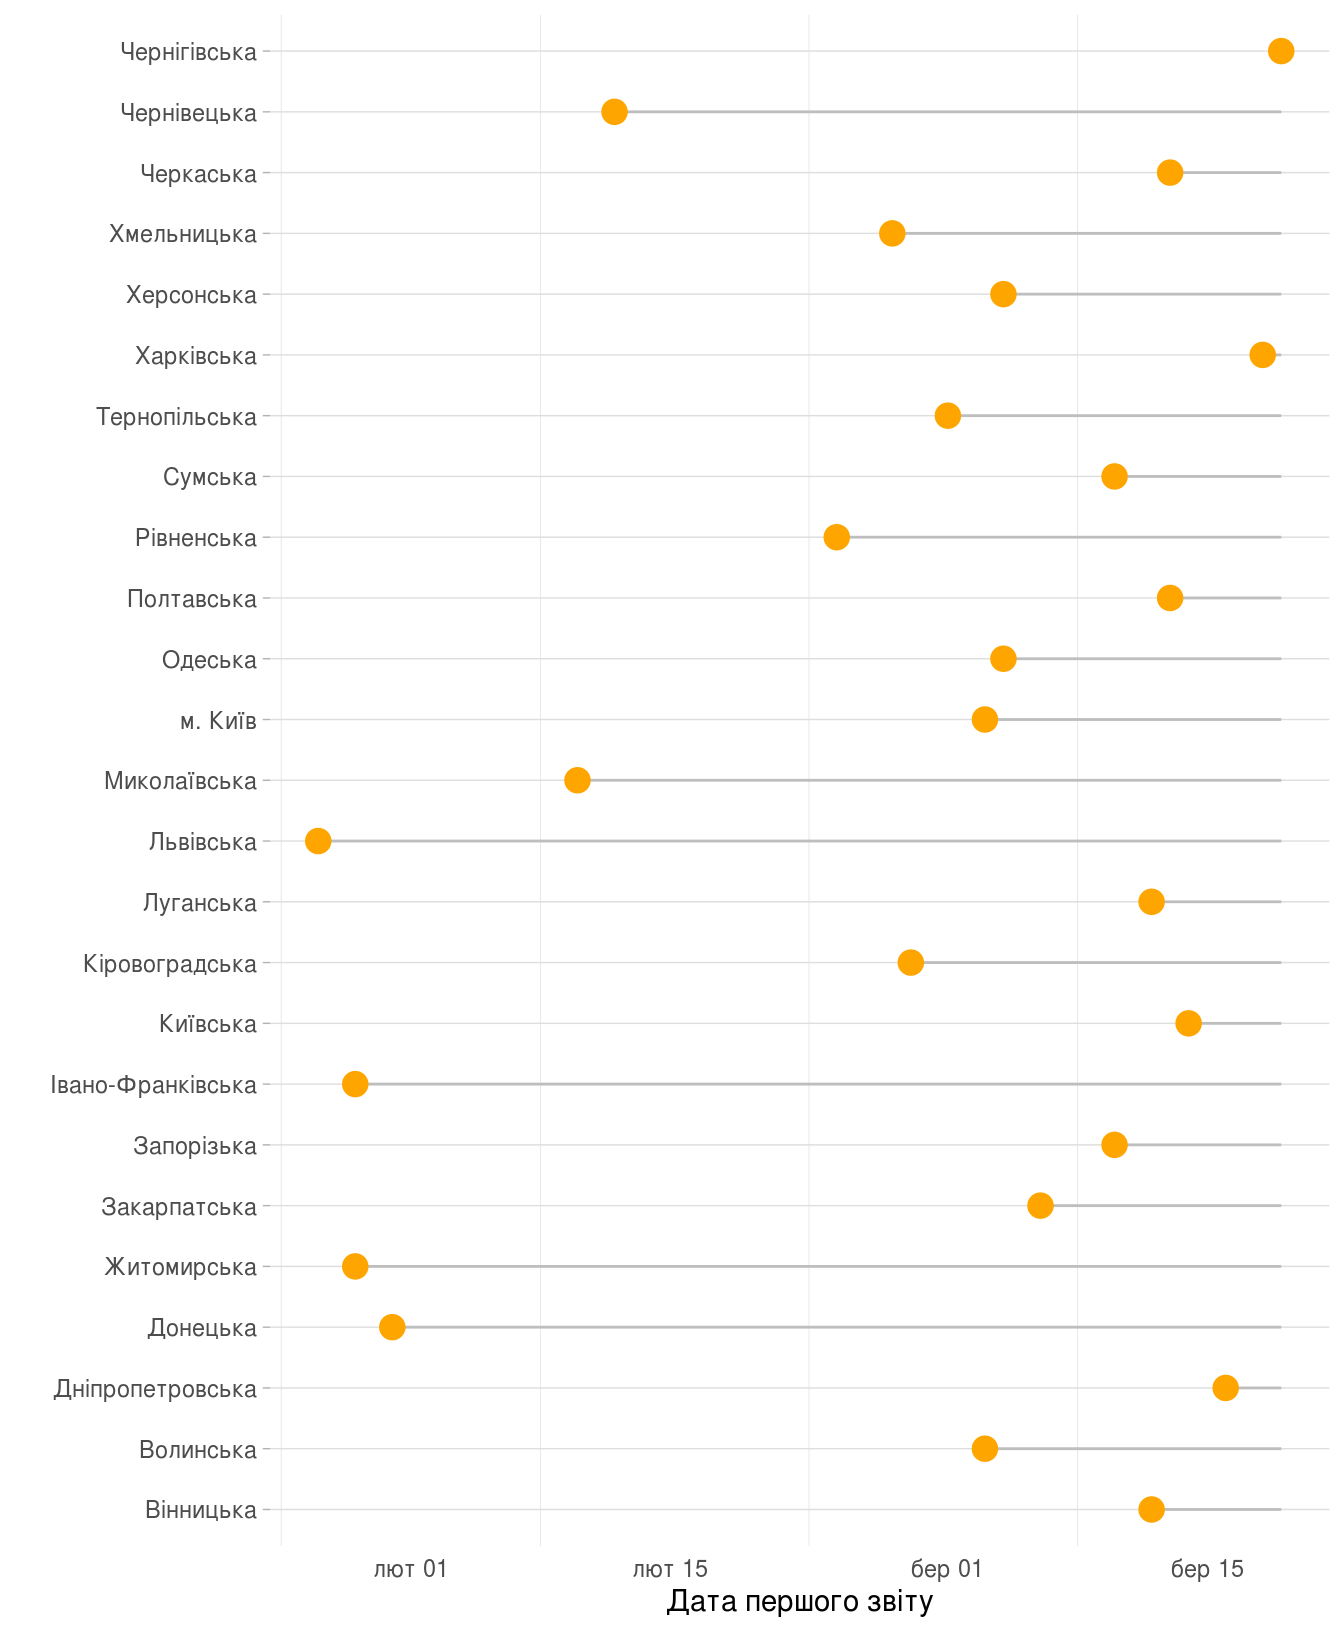 Чернігівська
Чернівецька
Черкаська
Хмельницька
Херсонська
Харківська
Тернопільська
Сумська
Рівненська
Полтавська
Одеська
м. Київ
Миколаївська
Львівська
Луганська
Кіровоградська
Київська
Івано-Франківська
Запорізька
Закарпатська
Житомирська
Донецька
Дніпропетровська
Волинська
Вінницька
лют 01 лют 15 бер 01 бер 15
Дата першого звіту